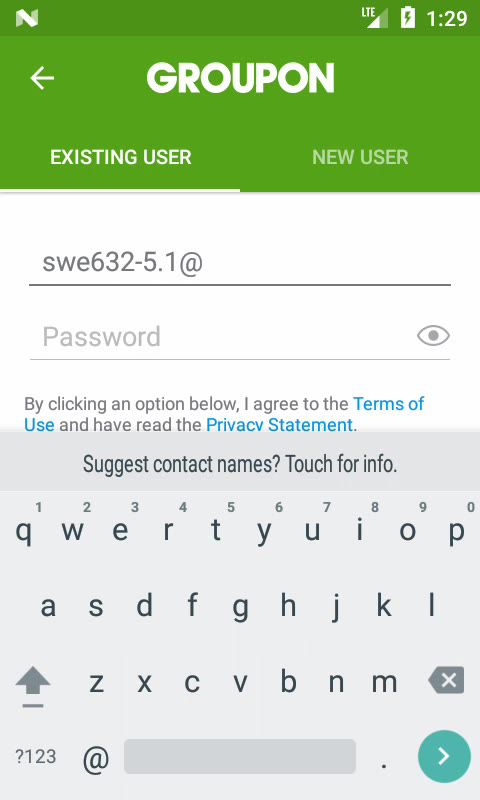 LTE 1:29
GROUPON
EXISTING USER NEW USER
swe632-5.1@
Password
By clicking an option below, I agree to the Terms of
Use and have read the Privacy Statement.
Suggest contact names? Touch for info.
1 2 3 4 5 6 7 8 9 0
q w e r t y u i o p
a s d f g h j k l
z x c v b n m
?123 @ .